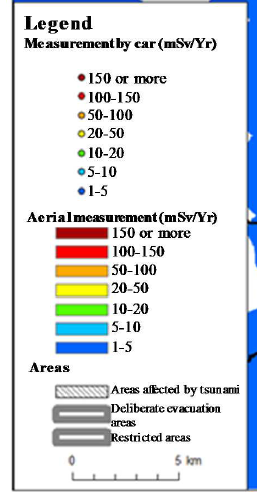 Legend
Measurement by car (mSv/Yr)
150 or more
100-150
50-100
20-50
10-20
5-10
1-5
Aerial measurement (mSv/Yr)
150 or more
100-150
50-100
20-50
10-20
5-10
1-5
Areas
Areas affected by tsunami
Deliberate evacuation
areas
Restricted areas
0 5 km